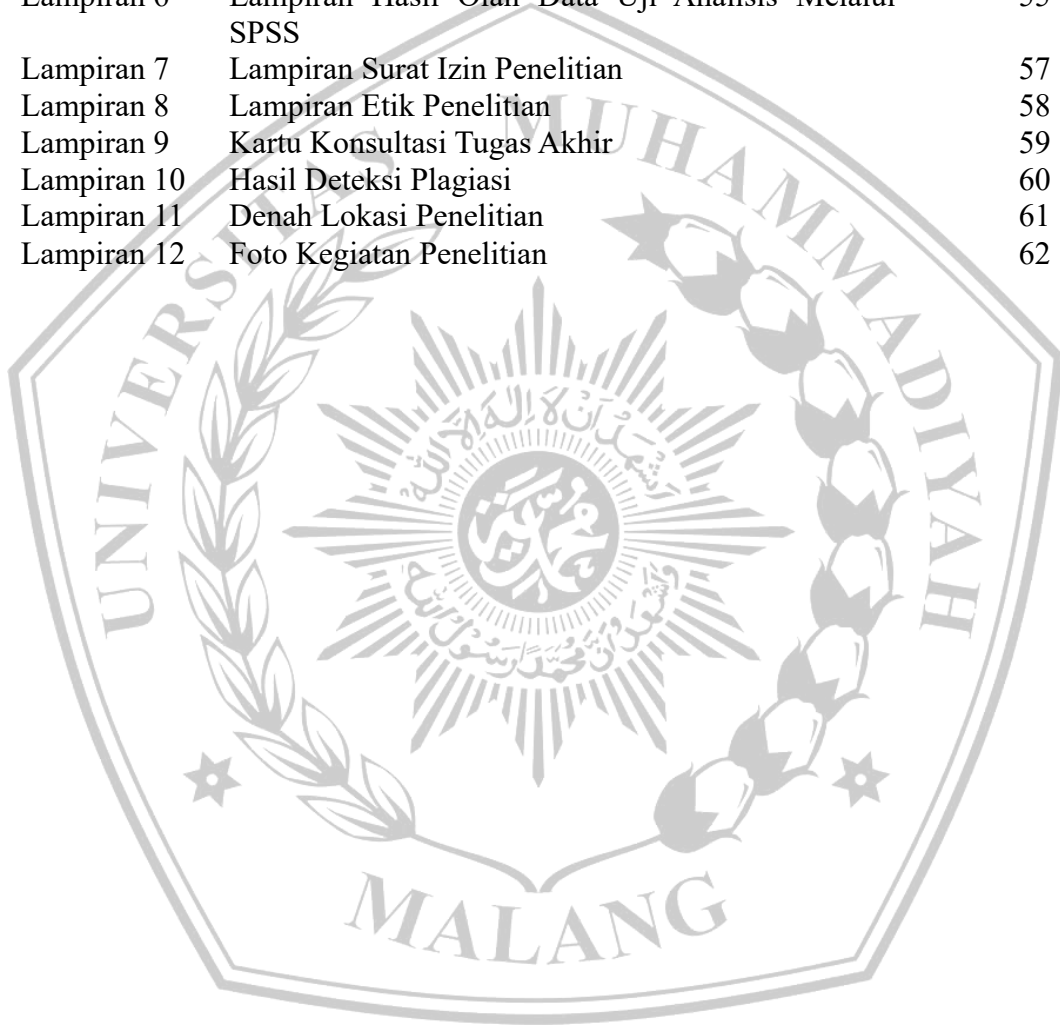 Lampiran 6 Lampiran Hasil Olah Data Uji Analisis Melalui 55
SPSS
Lampiran 7 Lampiran Surat Izin Penelitian 57
Lampiran 8 Lampiran Etik Penelitian 58
Lampiran 9 Kartu Konsultasi Tugas Akhir 59
Lampiran 10 Hasil Deteksi Plagiasi 60
Lampiran 11 Denah Lokasi Penelitian 61
Lampiran 12 Foto Kegiatan Penelitian 62
UNIVERSITAS MUHAMMADIYAH
MALANG